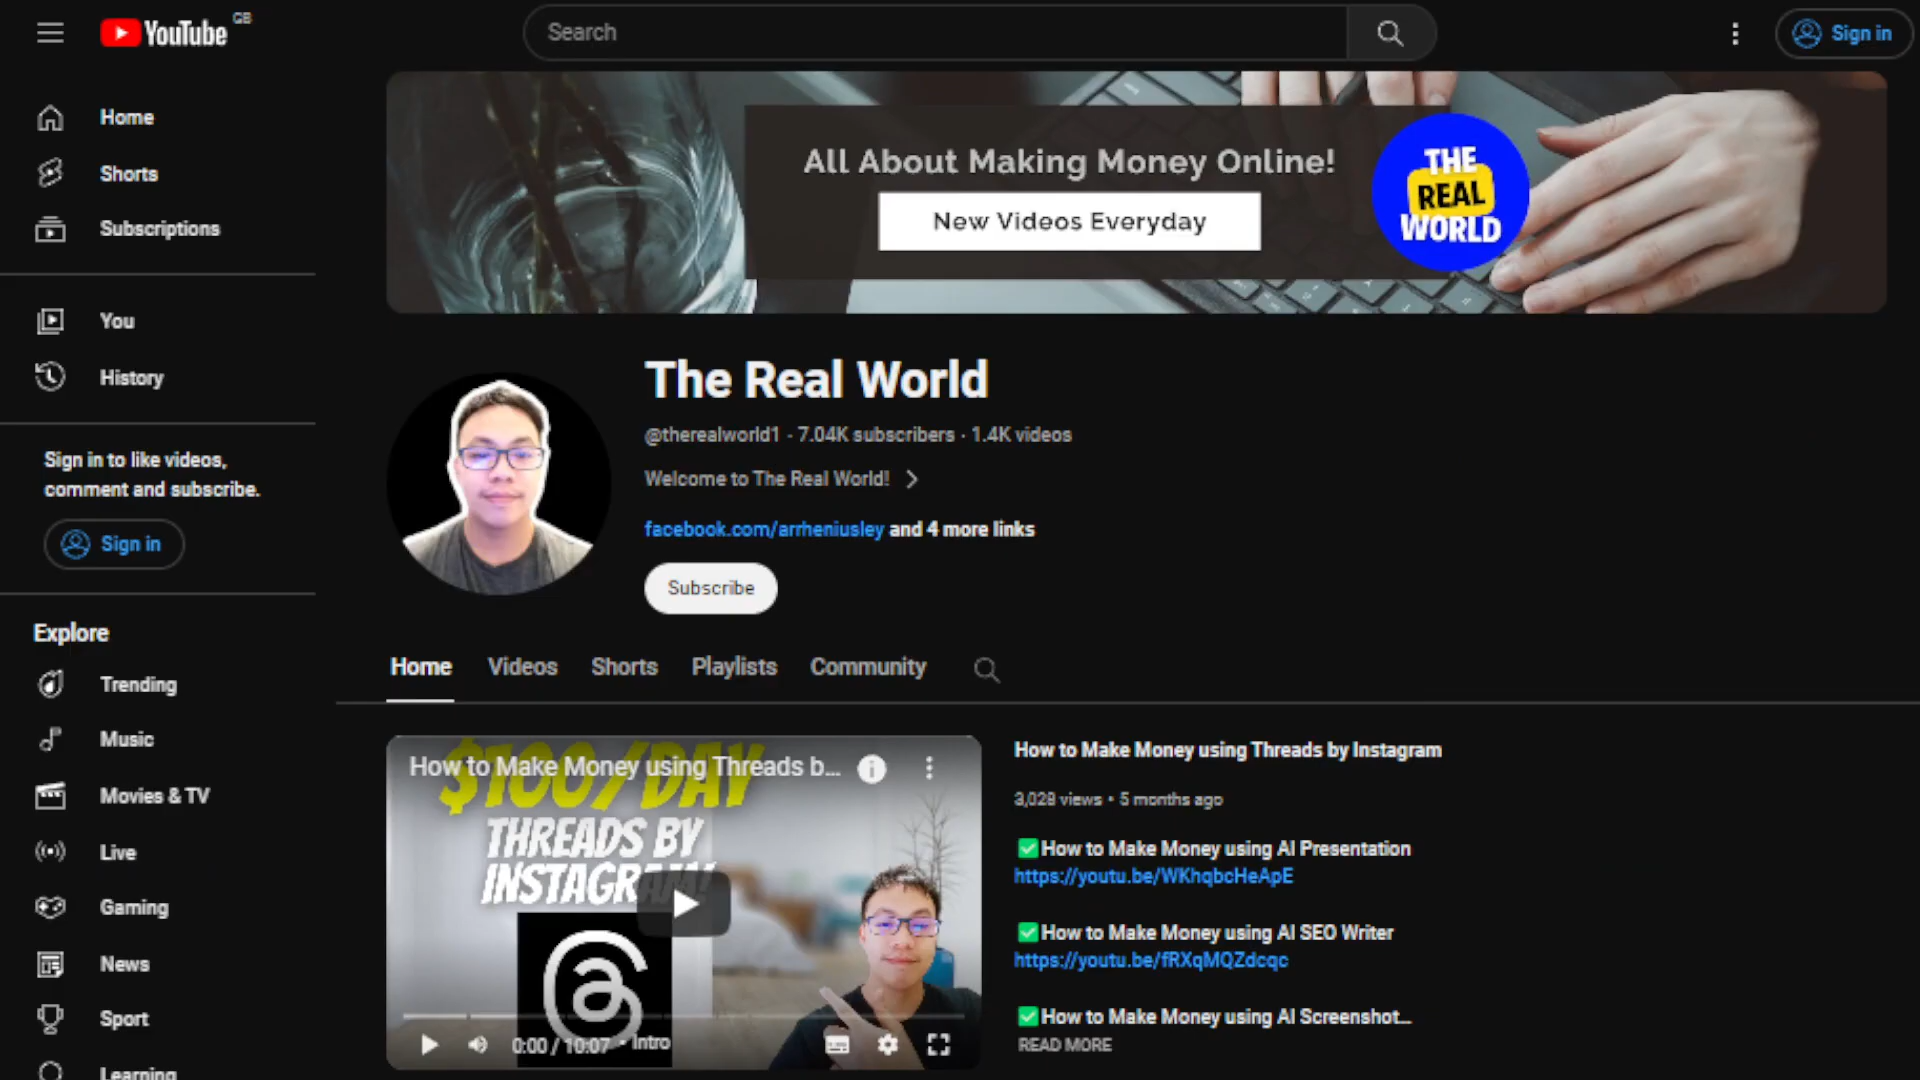 YouTube GB
Search
Sign in
Home
Shorts
Subscriptions
You
History
Sign in to like videos,
comment and subscribe.
Sign in
Explore
Trending
Music
Movies & TV
Live
Gaming
News
Sport
Learning
All About Making Money Online!
New Videos Everyday
THE
REAL
WORLD
The Real World
@therealworld1 · 7.04K subscribers · 1.4K videos
Welcome to The Real World!
facebook.com/arrheniusley and 4 more links
Subscribe
Home
Videos
Shorts
Playlists
Community
How to Make Money using Threads b...
$100/DAY
THREADS BY
INSTAGRAM!
0:00 / 10:07 • Intro
How to Make Money using Threads by Instagram
3,028 views • 5 months ago
✅How to Make Money using AI Presentation
https://youtu.be/WKhqbcHeApE
✅How to Make Money using AI SEO Writer
https://youtu.be/fRXqMQZdcqc
✅How to Make Money using AI Screenshot...
READ MORE